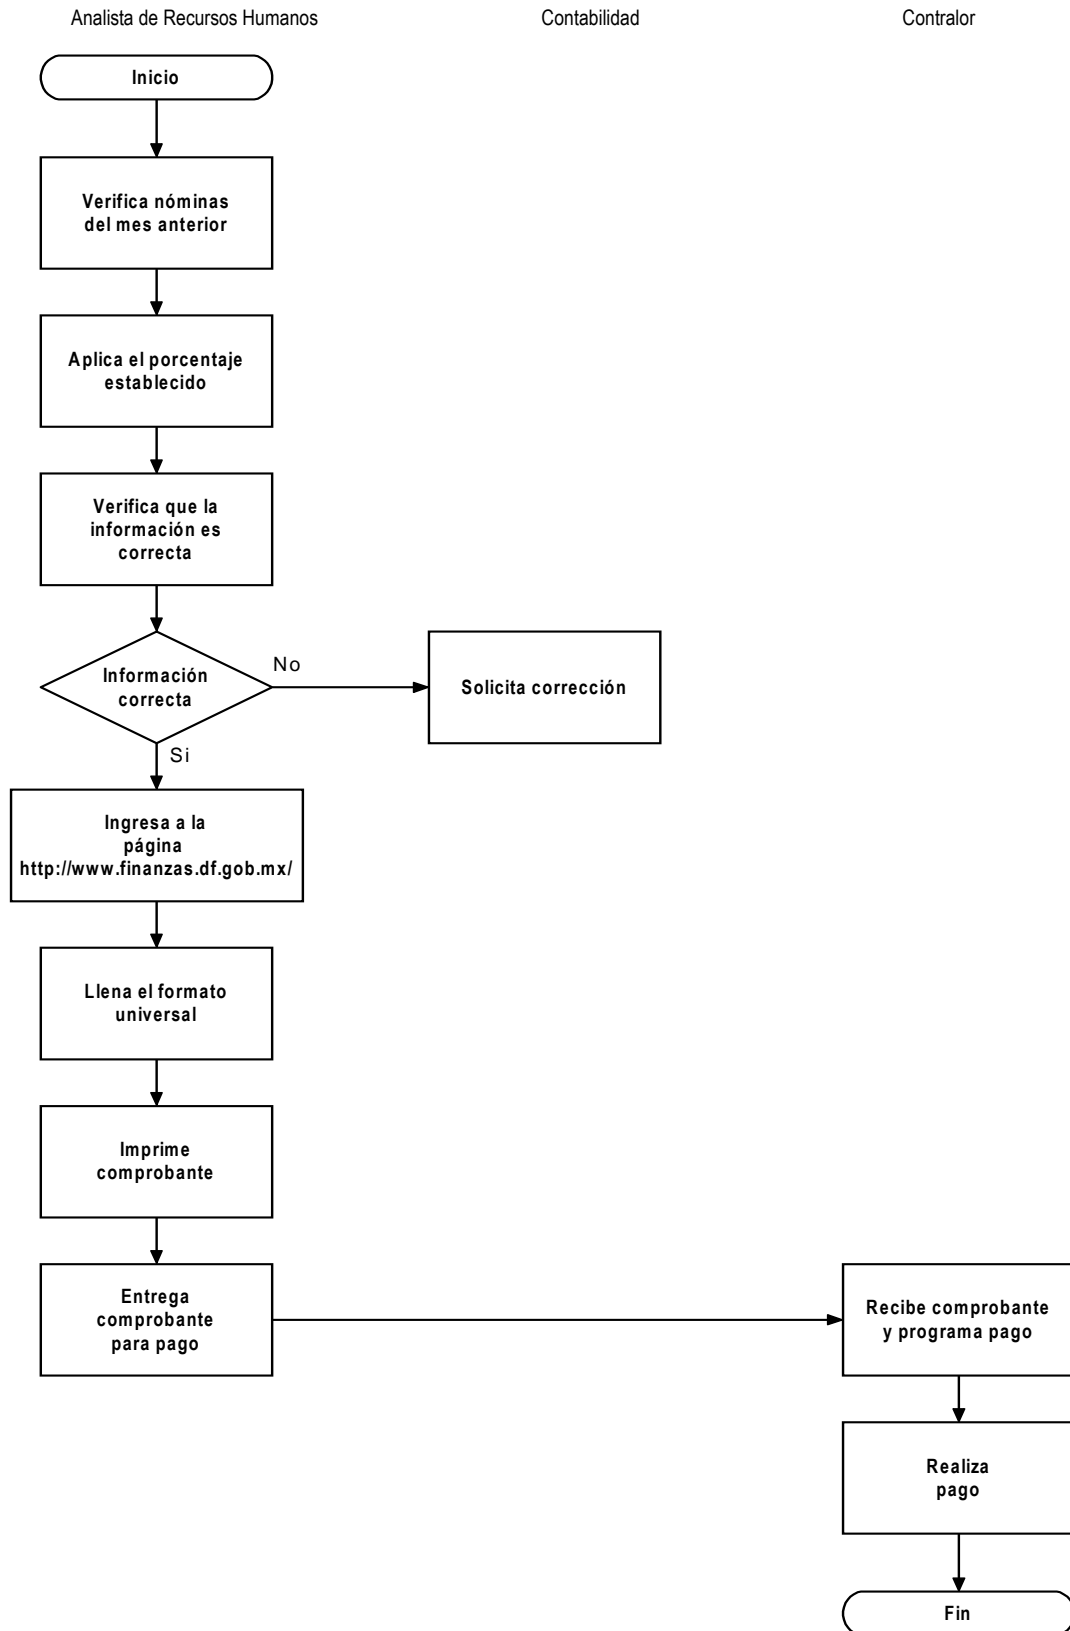 Analista de Recursos Humanos
Contabilidad
Contralor
Inicio
Verifica nóminas
del mes anterior
Aplica el porcentaje
establecido
Verifica que la
información es
correcta
Información
correcta
No
Solicita corrección
Si
Ingresa a la
página
http://www.finanzas.df.gob.mx/
Llena el formato
universal
Imprime
comprobante
Entrega
comprobante
para pago
Recibe comprobante
y programa pago
Realiza
pago
Fin